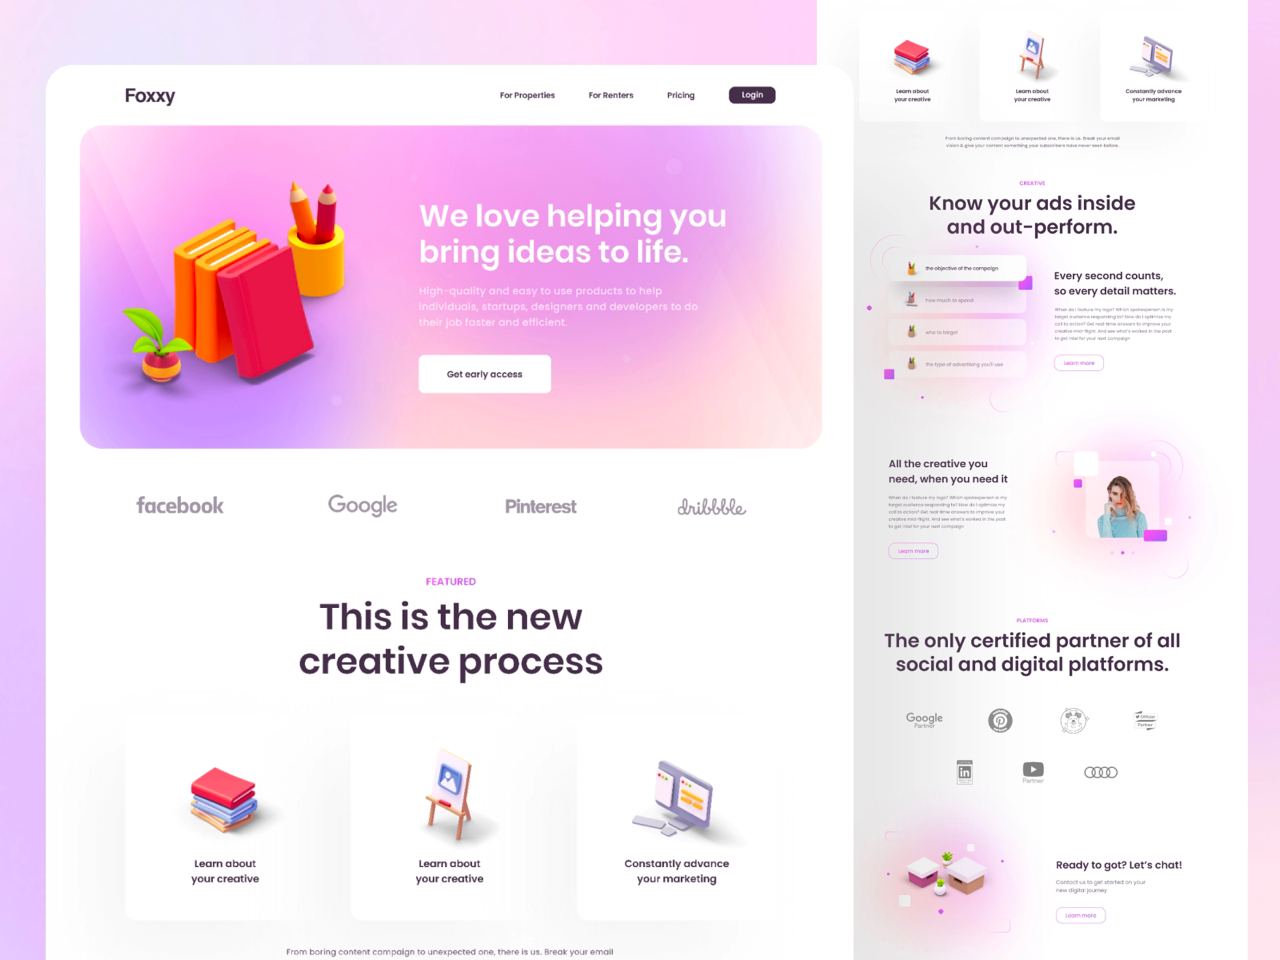 Foxxy
For Properties
For Renters
Pricing
Login
We love helping you
bring ideas to life.
High-quality and easy to use products to help
individuals, startups, designers and developers to do
their job faster and efficient.
Get early access
facebook
Google
Pinterest
dribbble
FEATURED
This is the new
creative process
Learn about
your creative
Learn about
your creative
Constantly advance
your marketing
From boring content campaign to unexpected one, there is us. Break your email
Learn about
your creative
Learn about
your creative
Constantly advance
your marketing
From boring content campaign to unexpected one, there is us. Break your email
vision & give your content something your subscribers have never seen before.
CREATIVE
Know your ads inside
and out-perform.
the objective of the campaign
how much to spend
who to target
the type of advertising you'll use
Every second counts,
so every detail matters.
When do I feature my logo? Which spokesperson is my
target audience responding to? How do I optimize my
call to action? Get real-time answers to improve your
creative mid-flight. And see what's worked in the past
to get intel for your next campaign
Learn more
All the creative you
need, when you need it
When do I feature my logo? Which spokesperson is my
target audience responding to? How do I optimize my
call to action? Get real-time answers to improve your
creative mid-flight. And see what's worked in the past
to get intel for your next campaign
Learn more
PLATFORMS
The only certified partner of all
social and digital platforms.
Google
Partner
Official
Partner
in
Partner
Ready to got? Let's chat!
Contact us to get started on your
new digital journey
Learn more